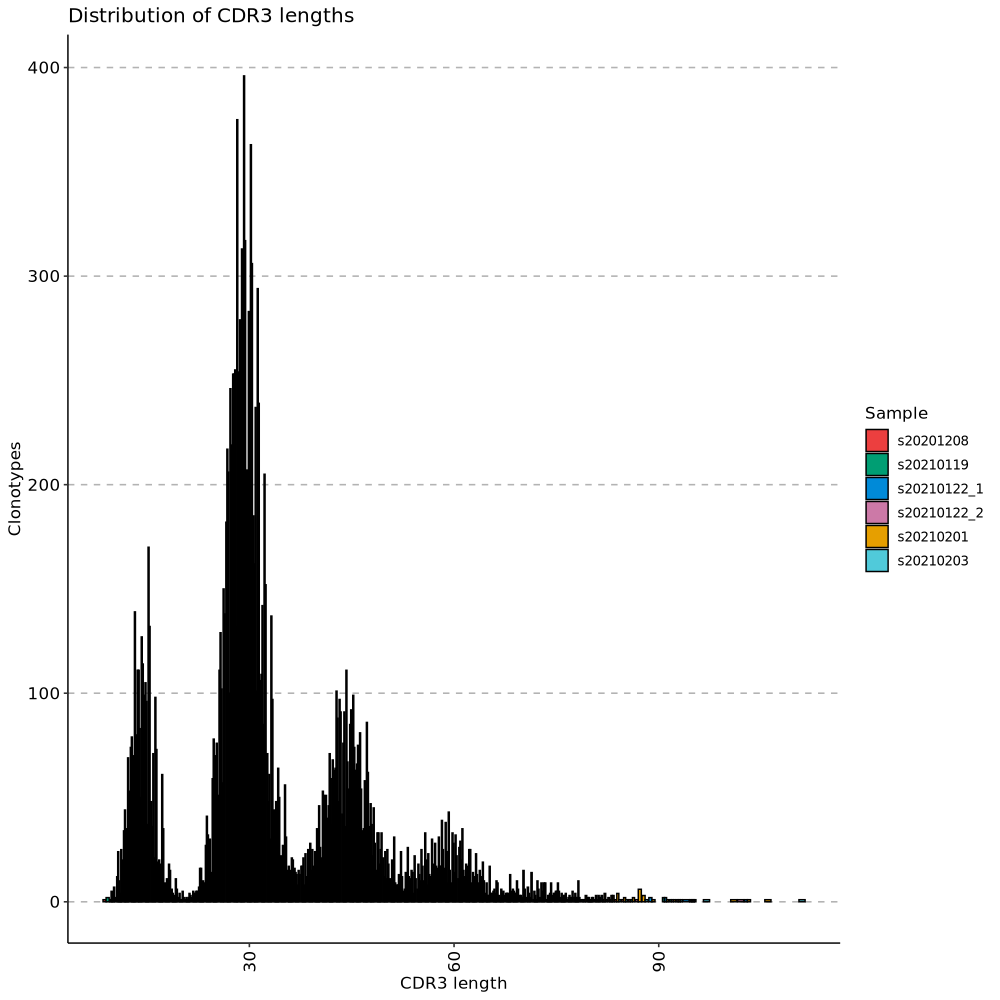 Distribution of CDR3 lengths
400
300
200
100
0
Clonotypes
30
60
90
CDR3 length
Sample
s20201208
s20210119
s20210122_1
s20210122_2
s20210201
s20210203